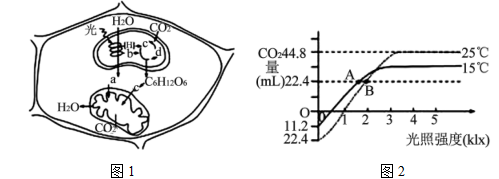 光
H₂O
CO₂
[H]
c
b
d
a
e
C₆H₁₂O₆
H₂O
CO₂
图1
CO₂
量
(mL)
44.8
22.4
O
11.2
22.4
A
B
25℃
15℃
1 2 3 4 5
光照强度(klx)
图2